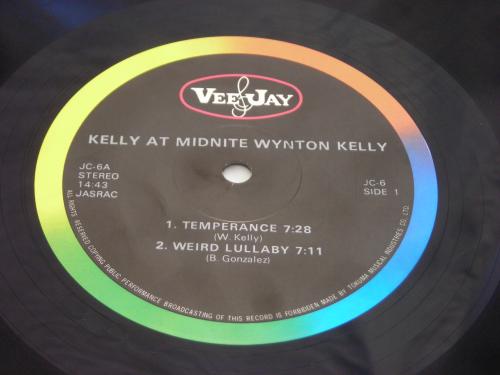 VEE JAY
KELLY AT MIDNITE WYNTON KELLY
JC-6A
STEREO
14:43
JASRAC
JC-6
SIDE 1
1. TEMPERANCE 7:28
(W. Kelly)
2. WEIRD LULLABY 7:11
(B. Gonzalez)
ALL RIGHTS RESERVED COPYING PUBLIC PERFORMANCE BROADCASTING OF THIS RECORD IS FORBIDDEN MADE BY TOKUMA MUSICAL INDUSTRIES CO LTD.